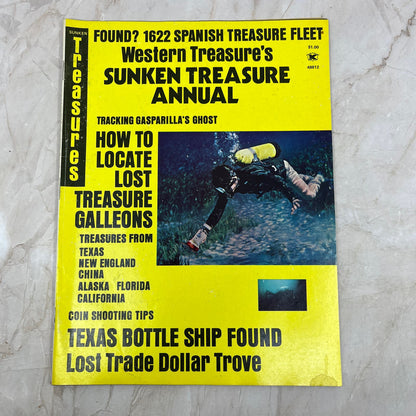 SUNKEN
Treasures
FOUND? 1622 SPANISH TREASURE FLEET
Western Treasure's
$1.00
SUNKEN TREASURE
K
48813
ANNUAL
TRACKING GASPARILLA'S GHOST
HOW TO
LOCATE
LOST
TREASURE
GALLEONS
TREASURES FROM
TEXAS
NEW ENGLAND
CHINA
ALASKA FLORIDA
CALIFORNIA
COIN SHOOTING TIPS
TEXAS BOTTLE SHIP FOUND
Lost Trade Dollar Trove